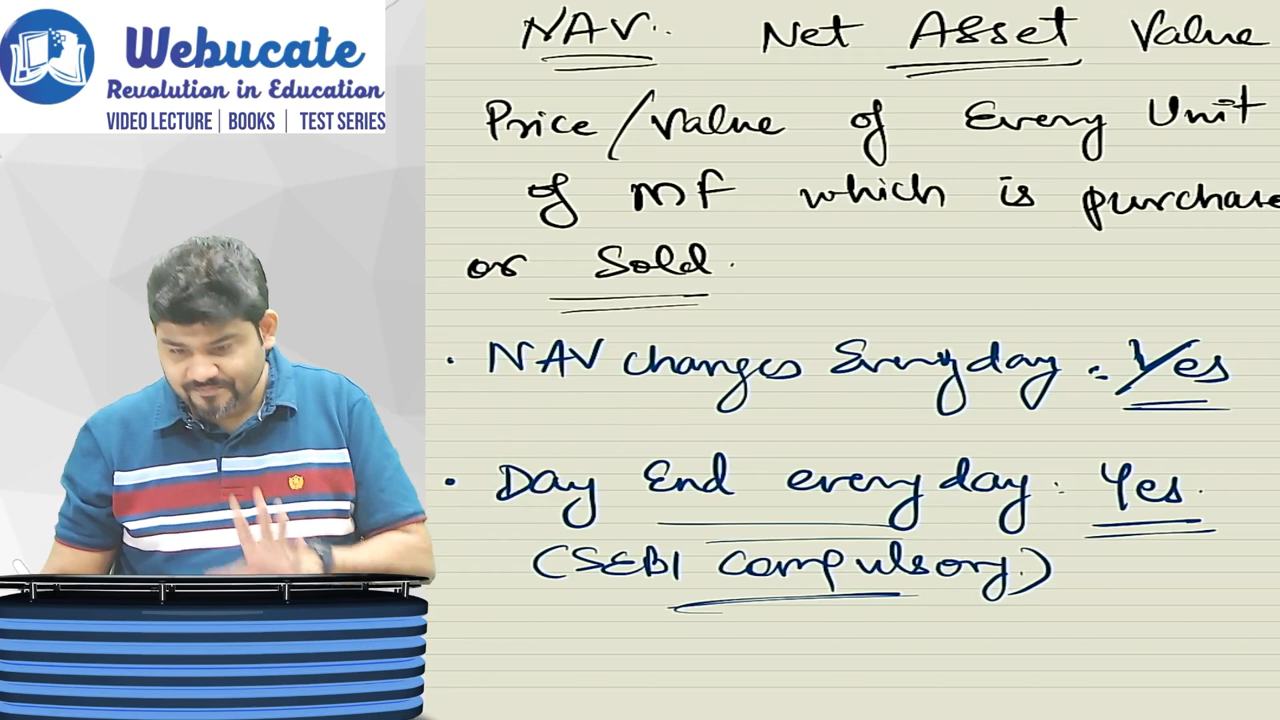 Webucate
Revolution in Education
VIDEO LECTURE | BOOKS | TEST SERIES
NAV. Net Asset Value
Price/Value of Every Unit
of MF which is purchase
or Sold.
• NAV changes Everyday : Yes
• Day End everyday : Yes.
(SEBI compulsory.)